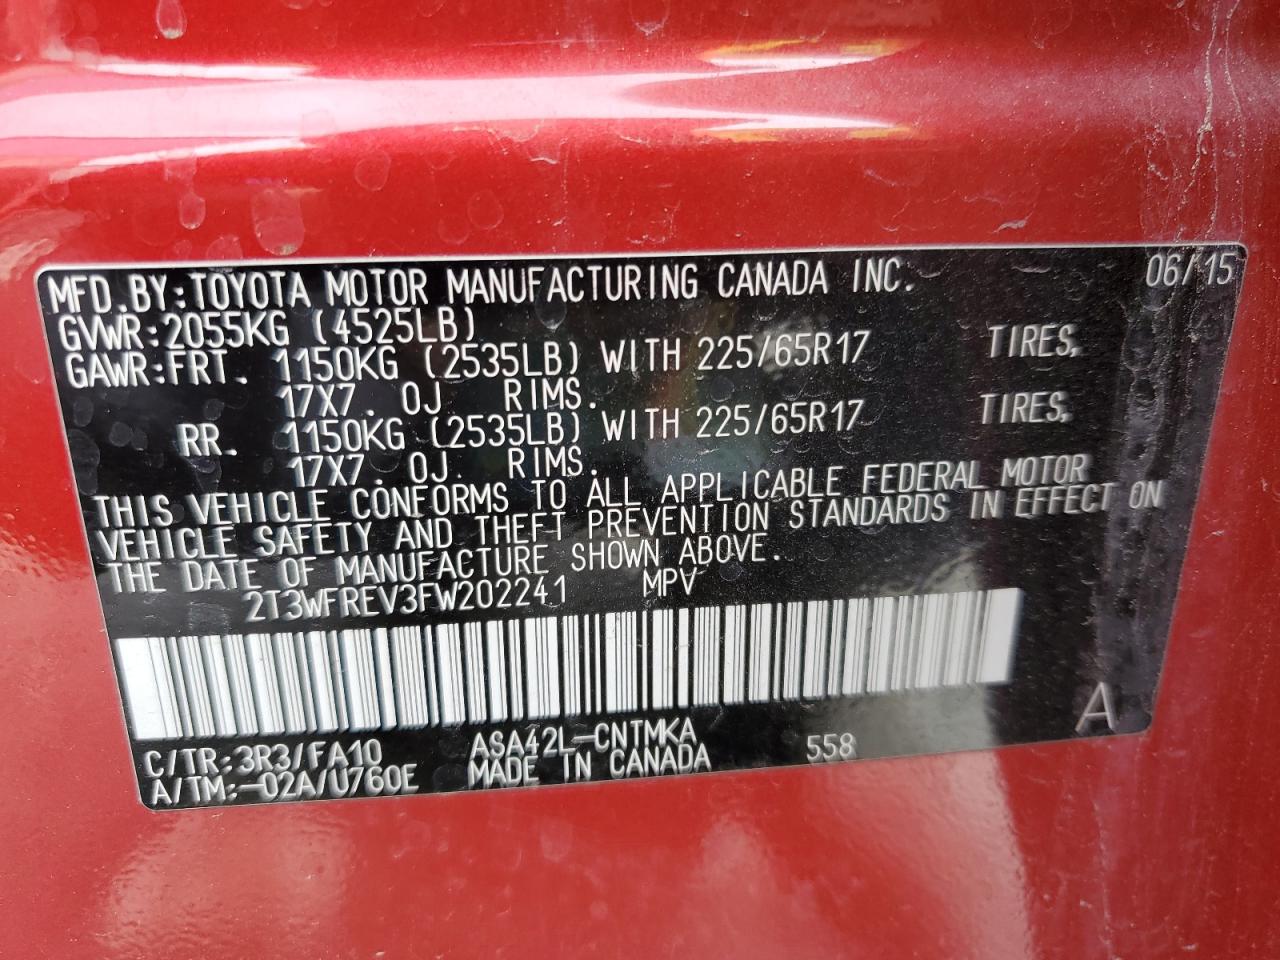 MFD.BY:TOYOTA MOTOR MANUFACTURING CANADA INC. 06/15
GVWR:2055KG (4525LB)
GAWR:FRT. 1150KG (2535LB) WITH 225/65R17 TIRES,
17X7.0J RIMS.
RR. 1150KG (2535LB) WITH 225/65R17 TIRES,
17X7.0J RIMS.
THIS VEHICLE CONFORMS TO ALL APPLICABLE FEDERAL MOTOR
VEHICLE SAFETY AND THEFT PREVENTION STANDARDS IN EFFECT ON
THE DATE OF MANUFACTURE SHOWN ABOVE.
2T3WFREV3FW202241 MPV
A
C/TR:3R3/FA10 ASA42L-CNTMKA 558
A/TM:-02A/U760E MADE IN CANADA